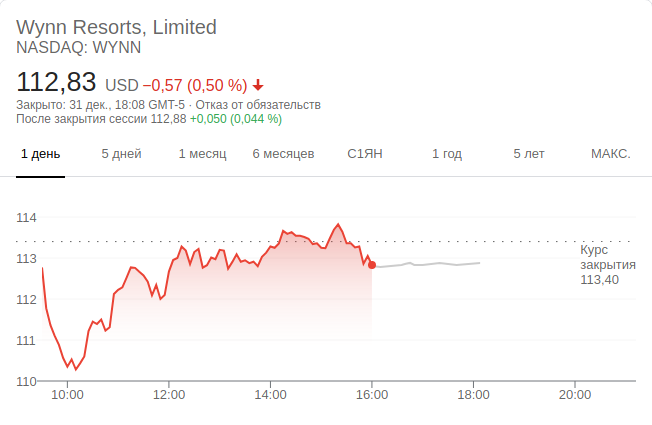 Wynn Resorts, Limited
NASDAQ: WYNN
112,83 USD −0,57 (0,50 %)
Закрыто: 31 дек., 18:08 GMT-5 · Отказ от обязательств
После закрытия сессии 112,88 +0,050 (0,044 %)
1 день 5 дней 1 месяц 6 месяцев С1ЯН 1 год 5 лет МАКС.
114
113
112
111
110
Курс
закрытия
113,40
10:00 12:00 14:00 16:00 18:00 20:00